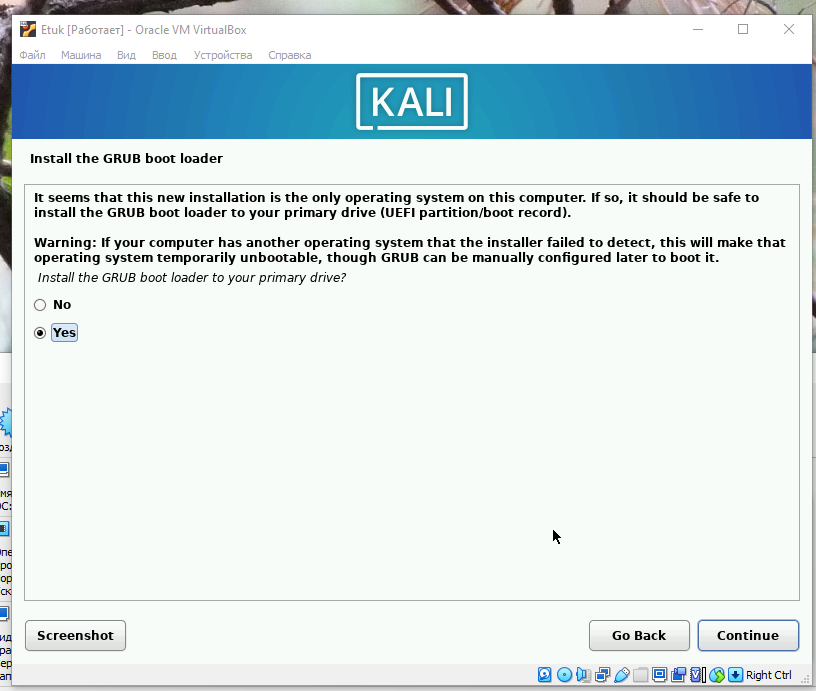 Etuk [Работает] - Oracle VM VirtualBox
Файл Машина Вид Ввод Устройства Справка
KALI
Install the GRUB boot loader
It seems that this new installation is the only operating system on this computer. If so, it should be safe to
install the GRUB boot loader to your primary drive (UEFI partition/boot record).
Warning: If your computer has another operating system that the installer failed to detect, this will make that
operating system temporarily unbootable, though GRUB can be manually configured later to boot it.
Install the GRUB boot loader to your primary drive?
No
Yes
Screenshot
Go Back
Continue
Right Ctrl